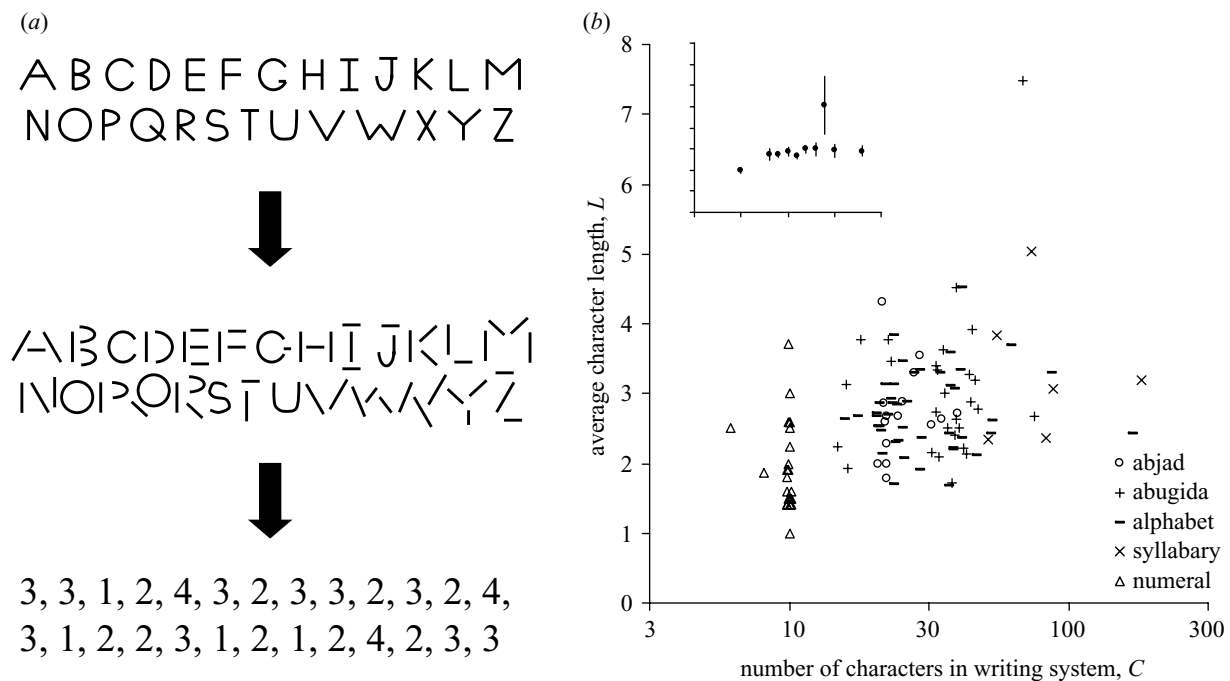 (a)
A B C D E F G H I J K L M
N O P Q R S T U V W X Y Z
A B C D E F G H I J K L M
N O P Q R S T U V W X Y Z
3, 3, 1, 2, 4, 3, 2, 3, 3, 2, 3, 2, 4,
3, 1, 2, 2, 3, 1, 2, 1, 2, 4, 2, 3, 3
(b)
average character length, L
8
7
6
5
4
3
2
1
0
3
10
30
100
300
number of characters in writing system, C
abjad
abugida
alphabet
syllabary
numeral